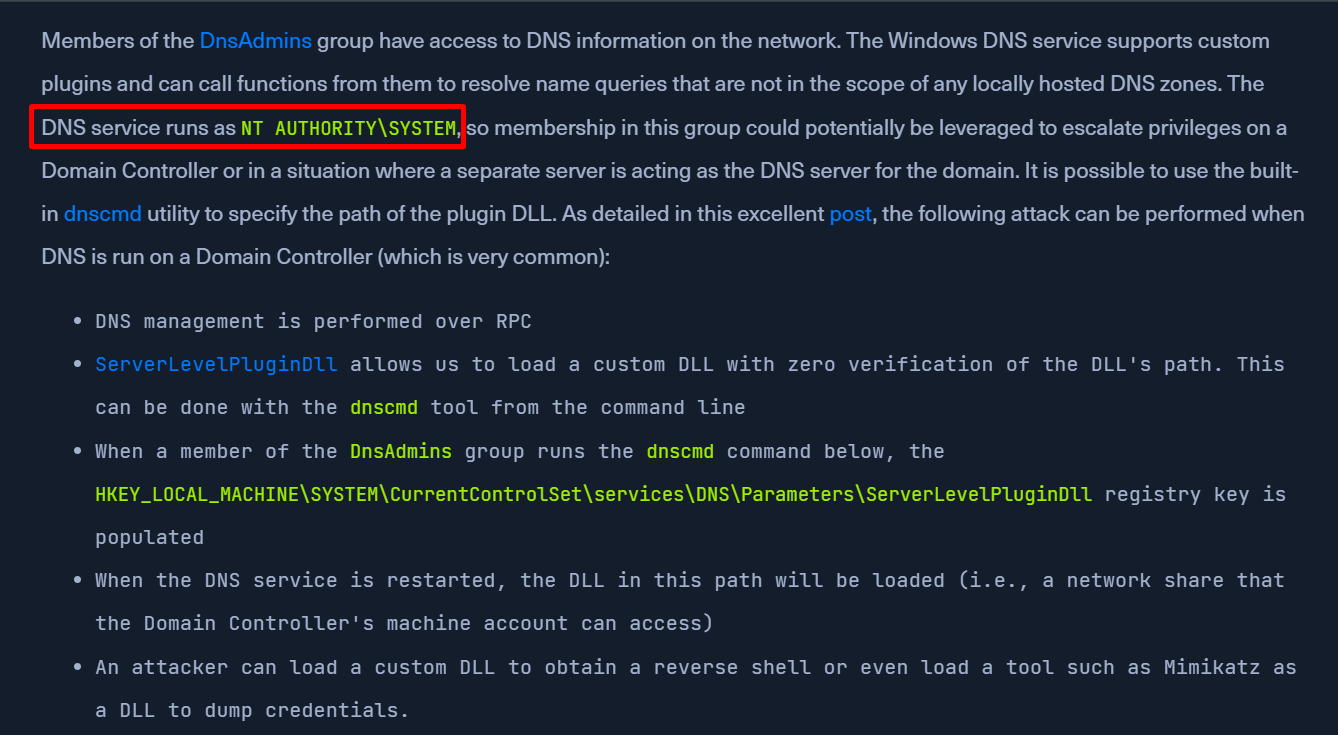 Members of the DnsAdmins group have access to DNS information on the network. The Windows DNS service supports custom
plugins and can call functions from them to resolve name queries that are not in the scope of any locally hosted DNS zones. The
DNS service runs as NT AUTHORITY\SYSTEM, so membership in this group could potentially be leveraged to escalate privileges on a
Domain Controller or in a situation where a separate server is acting as the DNS server for the domain. It is possible to use the built-
in dnscmd utility to specify the path of the plugin DLL. As detailed in this excellent post, the following attack can be performed when
DNS is run on a Domain Controller (which is very common):
• DNS management is performed over RPC
• ServerLevelPluginDll allows us to load a custom DLL with zero verification of the DLL's path. This
can be done with the dnscmd tool from the command line
• When a member of the DnsAdmins group runs the dnscmd command below, the
HKEY_LOCAL_MACHINE\SYSTEM\CurrentControlSet\services\DNS\Parameters\ServerLevelPluginDll registry key is
populated
• When the DNS service is restarted, the DLL in this path will be loaded (i.e., a network share that
the Domain Controller's machine account can access)
• An attacker can load a custom DLL to obtain a reverse shell or even load a tool such as Mimikatz as
a DLL to dump credentials.